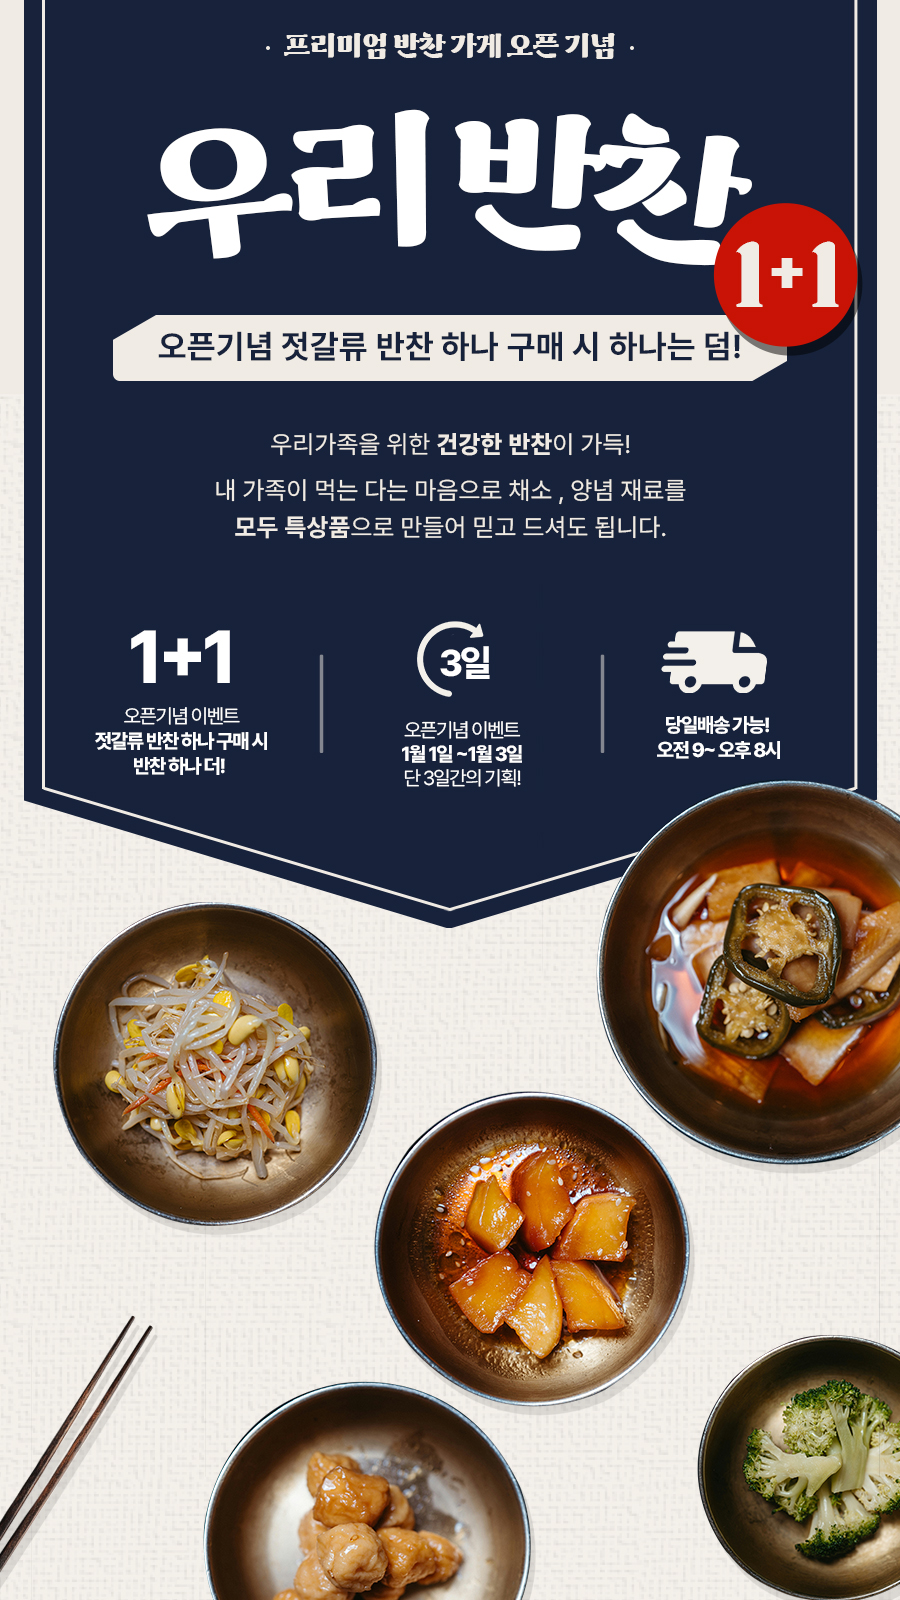 · 프리미엄 반찬 가게 오픈 기념 ·
우리 반찬
1+1
오픈기념 젓갈류 반찬 하나 구매 시 하나는 덤!
우리가족을 위한 건강한 반찬이 가득!
내 가족이 먹는 다는 마음으로 채소 , 양념 재료를
모두 특상품으로 만들어 믿고 드셔도 됩니다.
1+1
오픈기념 이벤트
젓갈류 반찬 하나 구매 시
반찬 하나 더!
3일
오픈기념 이벤트
1월 1일 ~1월 3일
단 3일간의 기획!
당일배송 가능!
오전 9~ 오후 8시